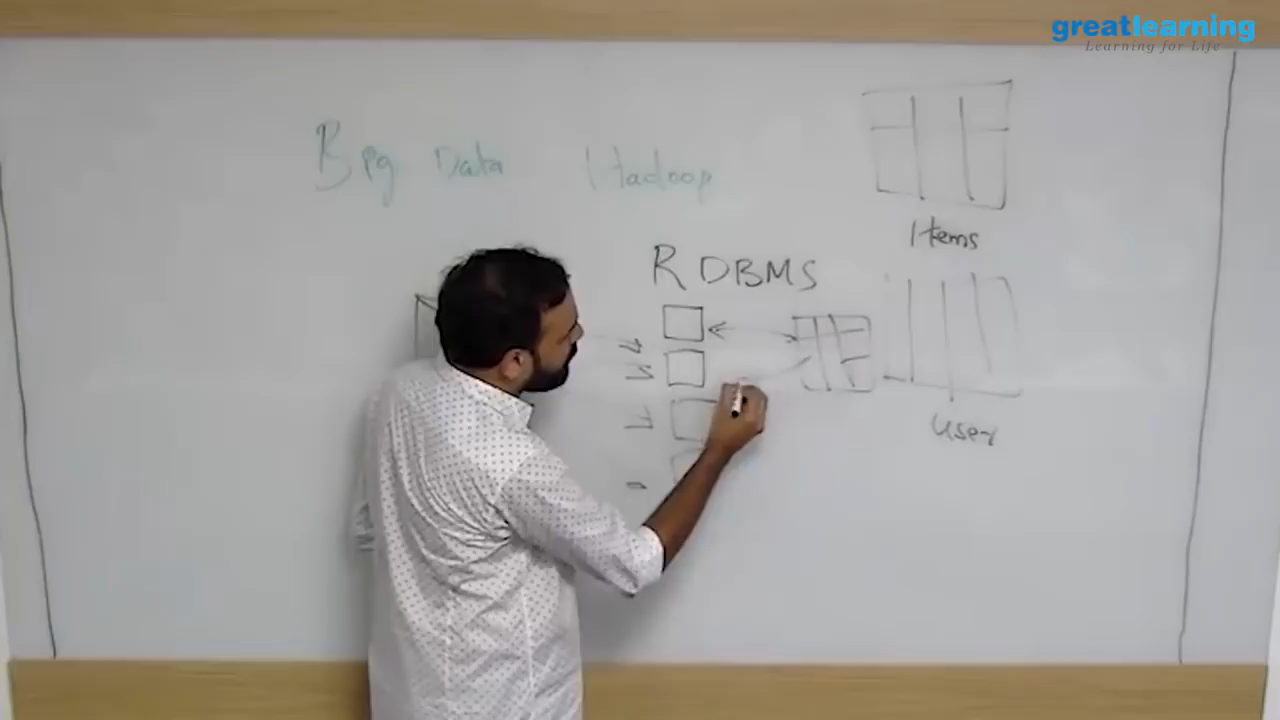 greatlearning
Learning for Life
Big Data Hadoop
Items
RDBMS
user